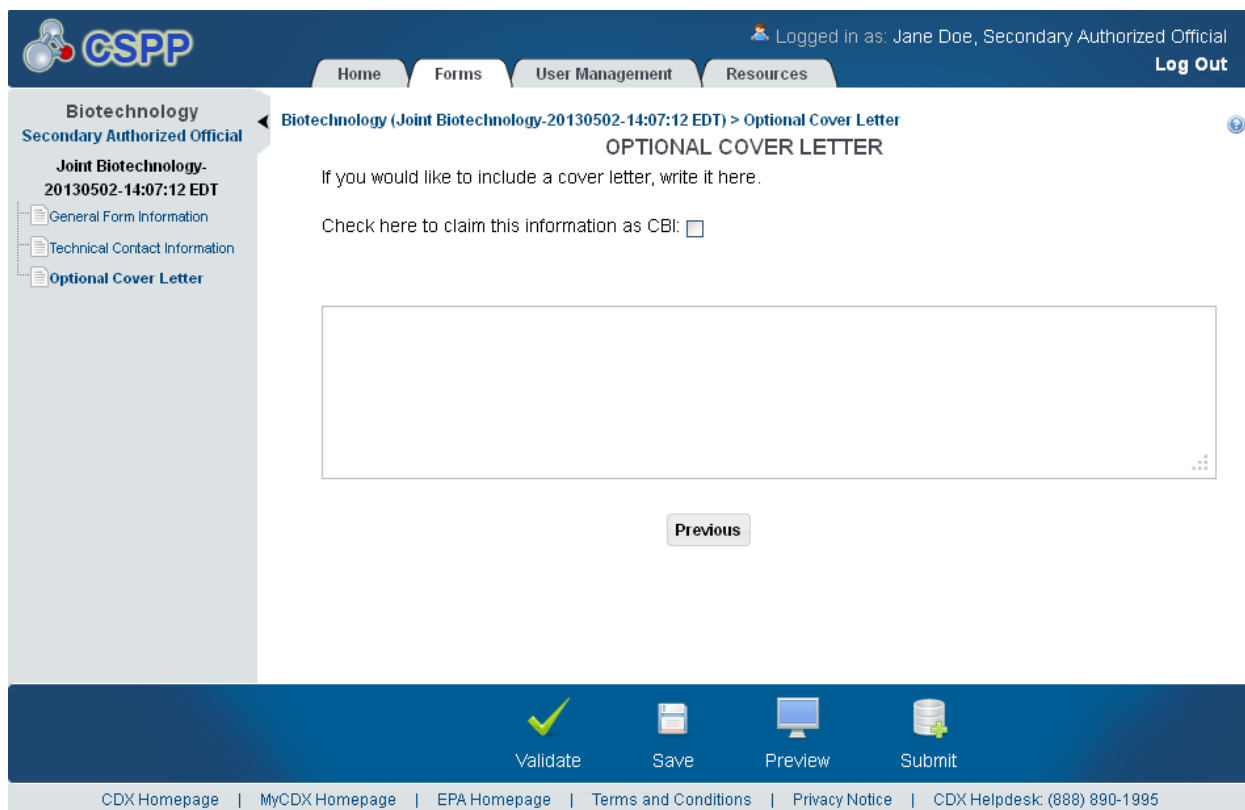 CSPP
Logged in as: Jane Doe, Secondary Authorized Official
Log Out
Home Forms User Management Resources
Biotechnology
Secondary Authorized Official
Joint Biotechnology-
20130502-14:07:12 EDT
General Form Information
Technical Contact Information
Optional Cover Letter
Biotechnology (Joint Biotechnology-20130502-14:07:12 EDT) > Optional Cover Letter
OPTIONAL COVER LETTER
If you would like to include a cover letter, write it here.
Check here to claim this information as CBI:
Previous
Validate Save Preview Submit
CDX Homepage | MyCDX Homepage | EPA Homepage | Terms and Conditions | Privacy Notice | CDX Helpdesk: (888) 890-1995